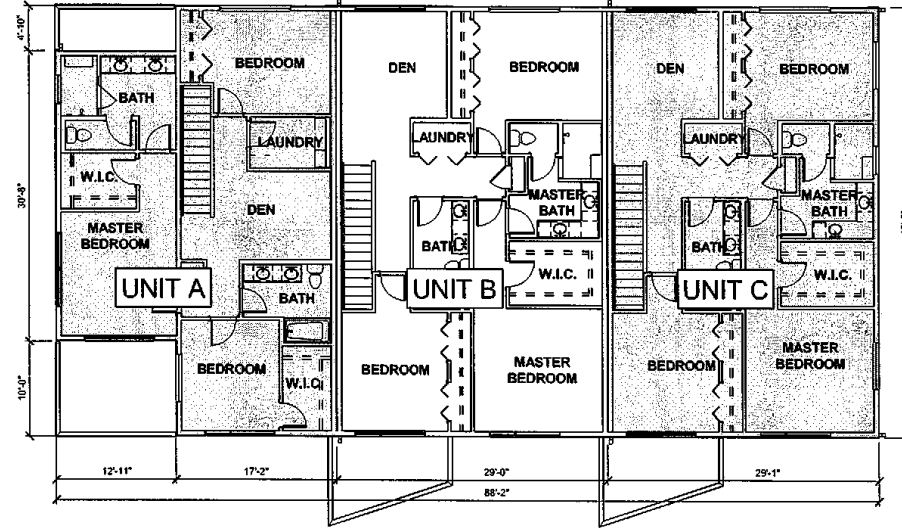 4'-10"
30'-8"
10'-0"
BEDROOM
BATH
LAUNDRY
W.I.C.
DEN
MASTER
BEDROOM
UNIT A
BATH
BEDROOM
W.I.C.
DEN
BEDROOM
LAUNDRY
MASTER
BATH
BATH
W.I.C.
UNIT B
BEDROOM
MASTER
BEDROOM
DEN
BEDROOM
LAUNDRY
MASTER
BATH
BATH
W.I.C.
UNIT C
BEDROOM
MASTER
BEDROOM
12'-11"
17'-2"
29'-0"
29'-1"
88'-2"